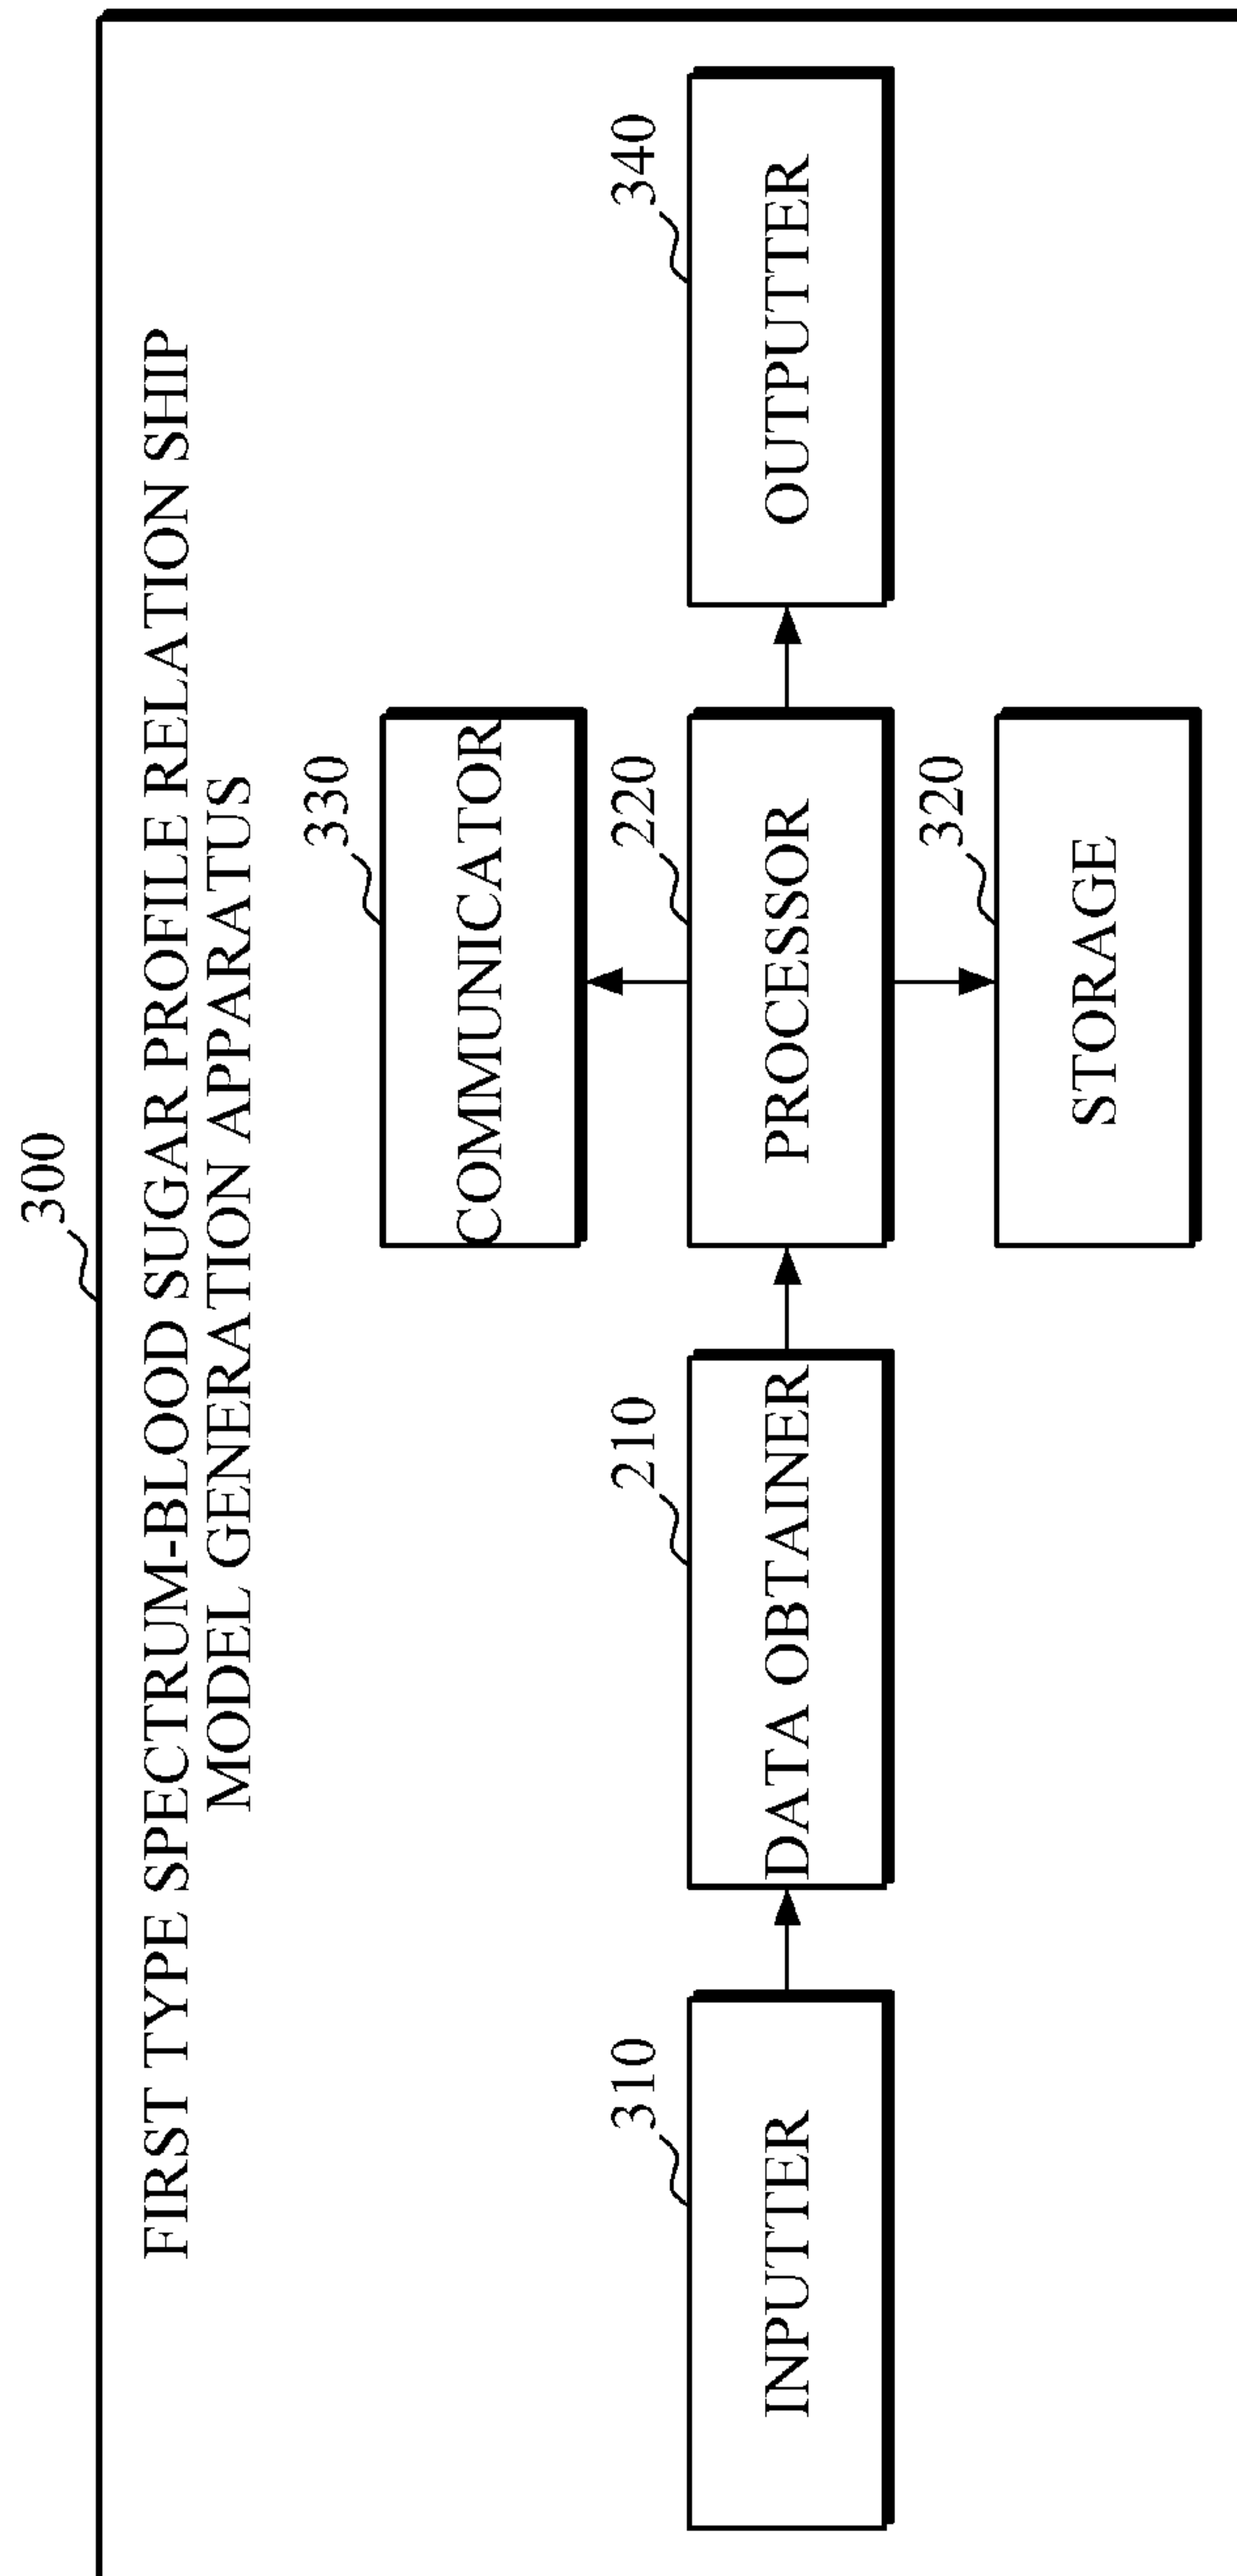 300
FIRST TYPE SPECTRUM-BLOOD SUGAR PROFILE RELATION SHIP
MODEL GENERATION APPARATUS
330
COMMUNICATOR
310
INPUTTER
210
DATA OBTAINER
220
PROCESSOR
340
OUTPUTTER
320
STORAGE